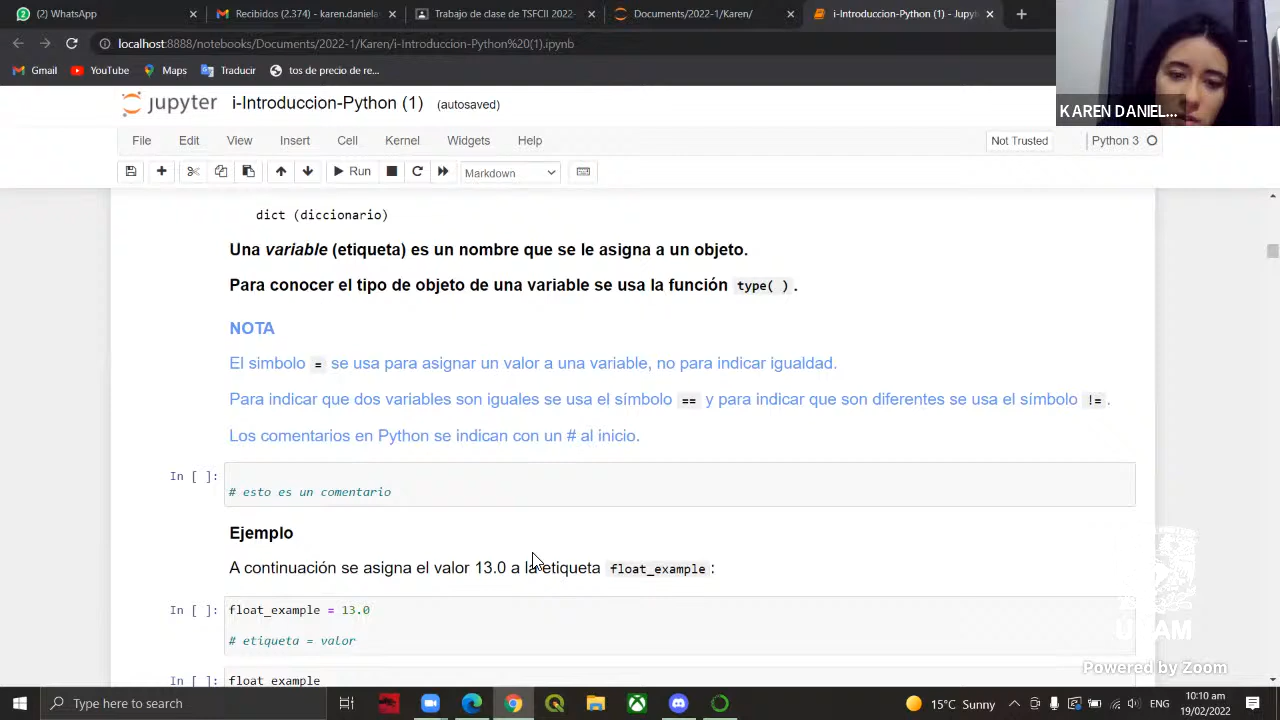 (2) WhatsApp
Recibidos (2.374) - karen.daniela
Trabajo de clase de TSFCII 2022-
Documents/2022-1/Karen/
i-Introduccion-Python (1) - Jupyt
localhost:8888/notebooks/Documents/2022-1/Karen/i-Introduccion-Python%20(1).ipynb
Gmail
YouTube
Maps
Traducir
tos de precio de re...
KAREN DANIEL...
jupyter i-Introduccion-Python (1) (autosaved)
File Edit View Insert Cell Kernel Widgets Help
Not Trusted
Python 3
Run
Markdown
dict (diccionario)
Una variable (etiqueta) es un nombre que se le asigna a un objeto.
Para conocer el tipo de objeto de una variable se usa la función type( ) .
NOTA
El simbolo = se usa para asignar un valor a una variable, no para indicar igualdad.
Para indicar que dos variables son iguales se usa el símbolo == y para indicar que son diferentes se usa el símbolo != .
Los comentarios en Python se indican con un # al inicio.
In [ ]:
# esto es un comentario
Ejemplo
A continuación se asigna el valor 13.0 a la etiqueta float_example :
In [ ]: float_example = 13.0
# etiqueta = valor
In [ ]: float_example
UNAM
Powered by Zoom
Type here to search
15°C Sunny
10:10 am
19/02/2022